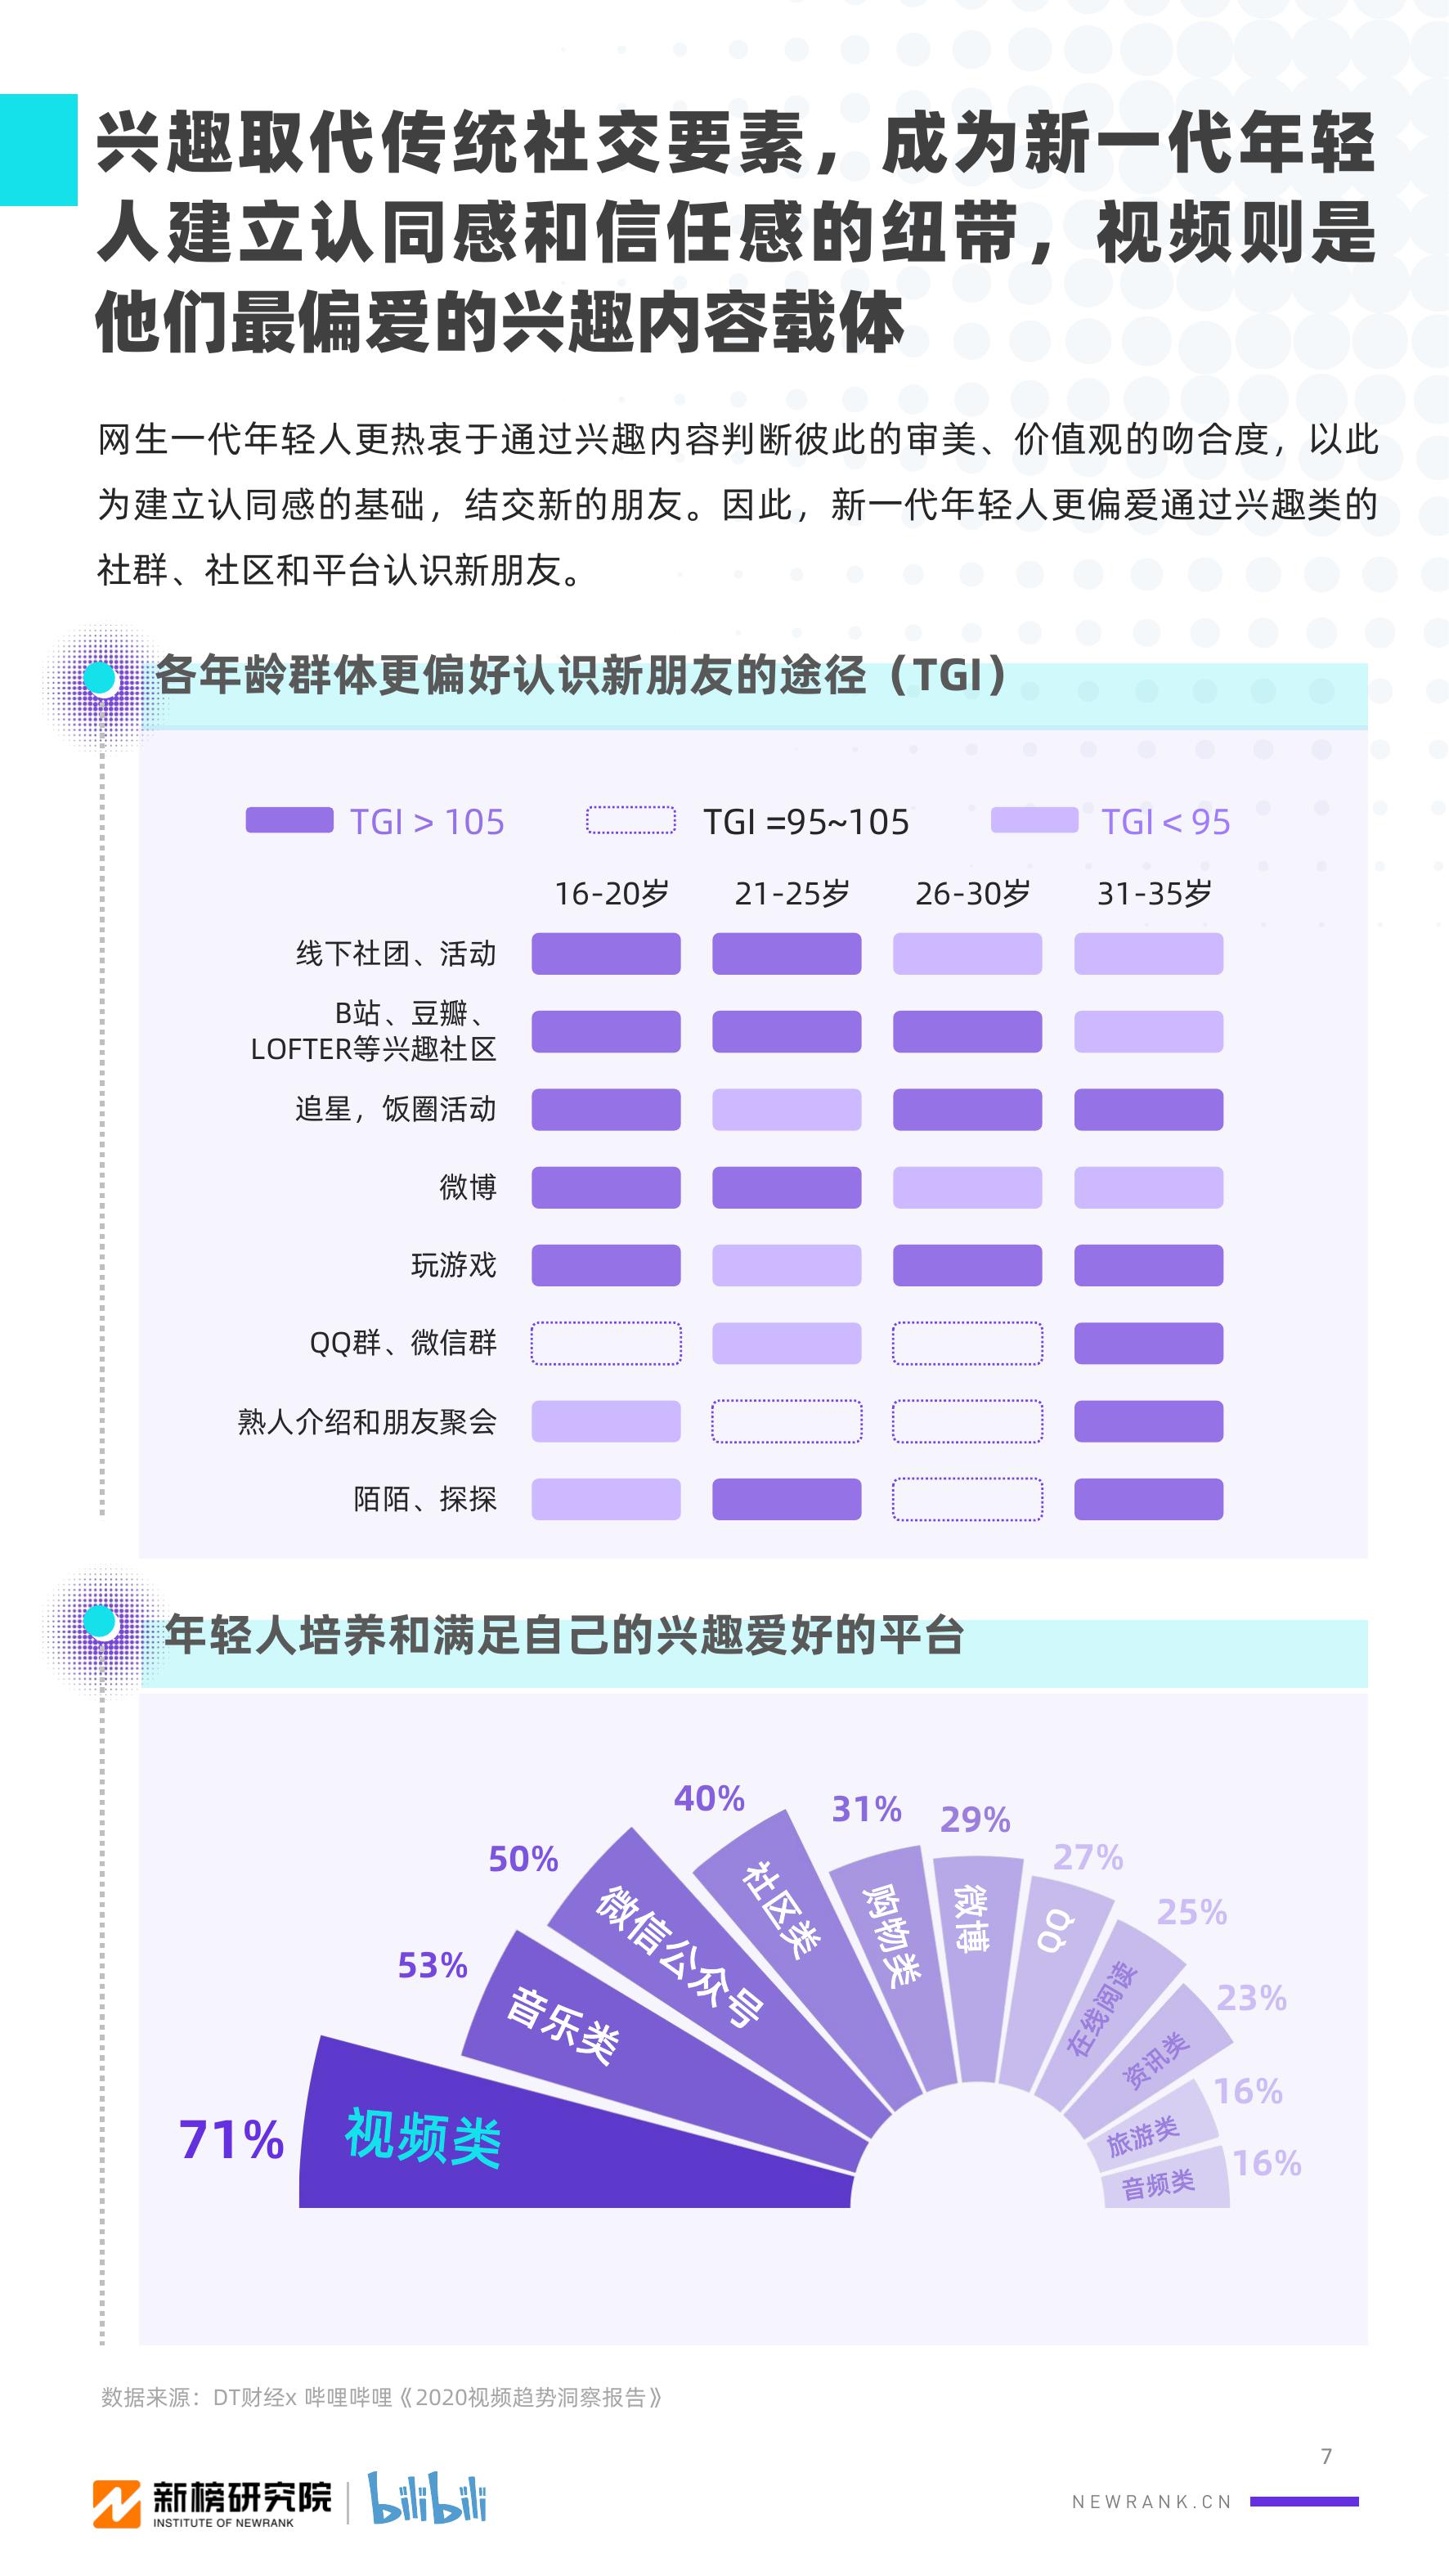 兴趣取代传统社交要素，成为新一代年轻
人建立认同感和信任感的纽带，视频则是
他们最偏爱的兴趣内容载体
网生一代年轻人更热衷于通过兴趣内容判断彼此的审美、价值观的吻合度，以此
为建立认同感的基础，结交新的朋友。因此，新一代年轻人更偏爱通过兴趣类的
社群、社区和平台认识新朋友。
各年龄群体更偏好认识新朋友的途径（TGI）
TGI > 105 TGI =95~105 TGI < 95
16-20岁 21-25岁 26-30岁 31-35岁
线下社团、活动
B站、豆瓣、
LOFTER等兴趣社区
追星，饭圈活动
微博
玩游戏
QQ群、微信群
熟人介绍和朋友聚会
陌陌、探探
年轻人培养和满足自己的兴趣爱好的平台
71% 视频类
53% 音乐类
50% 微信公众号
40% 社区类
31% 购物类
29% 微博
27% QQ
25% 在线阅读
23% 资讯类
16% 旅游类
16% 音频类
数据来源：DT财经x 哔哩哔哩《2020视频趋势洞察报告》
7
新榜研究院
INSTITUTE OF NEWRANK
bilibili
NEWRANK.CN